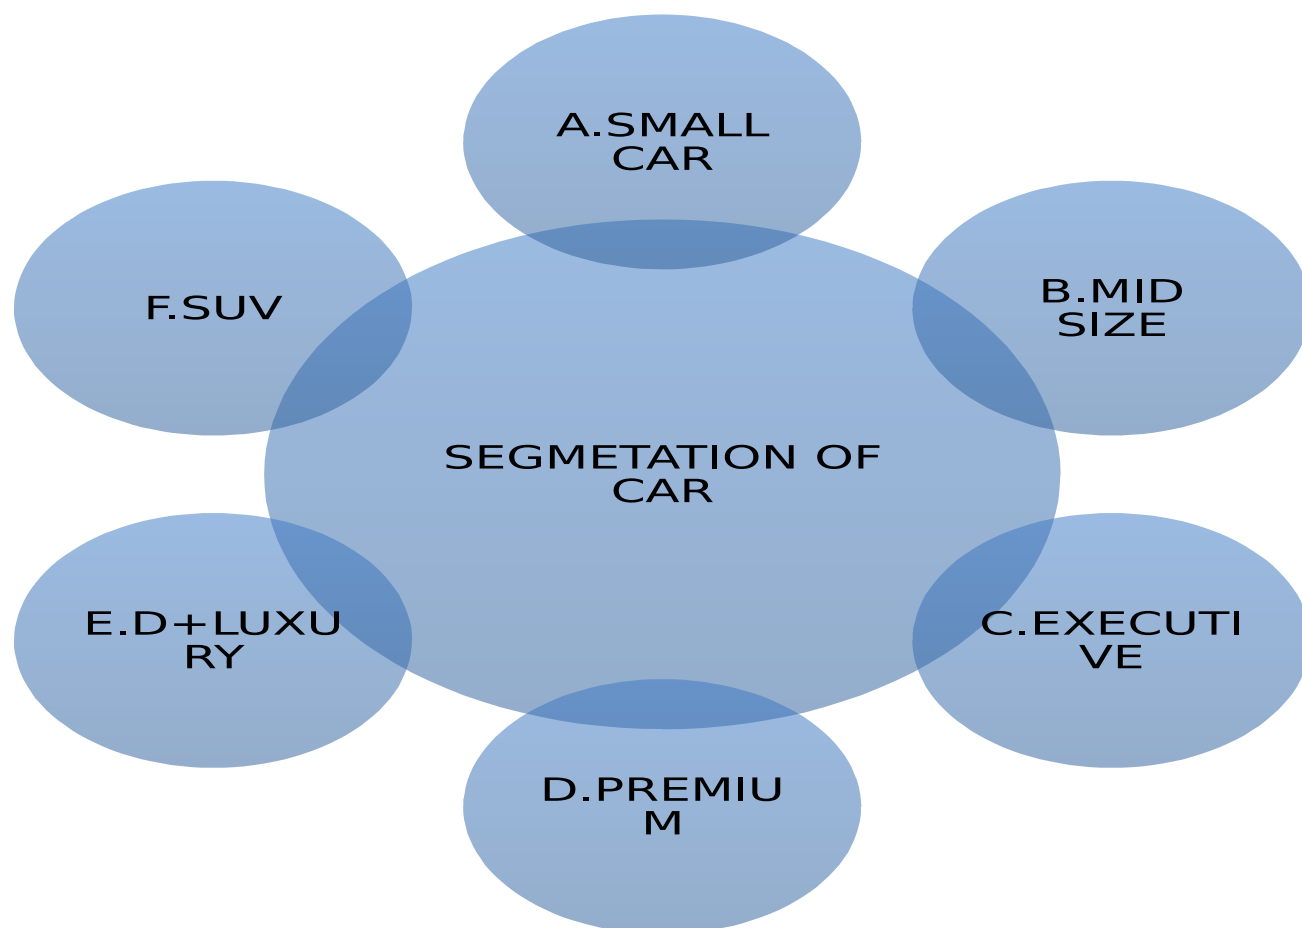 A.SMALL
CAR
B.MID
SIZE
C.EXECUTI
VE
D.PREMIU
M
E.D+LUXU
RY
F.SUV
SEGMETATION OF
CAR